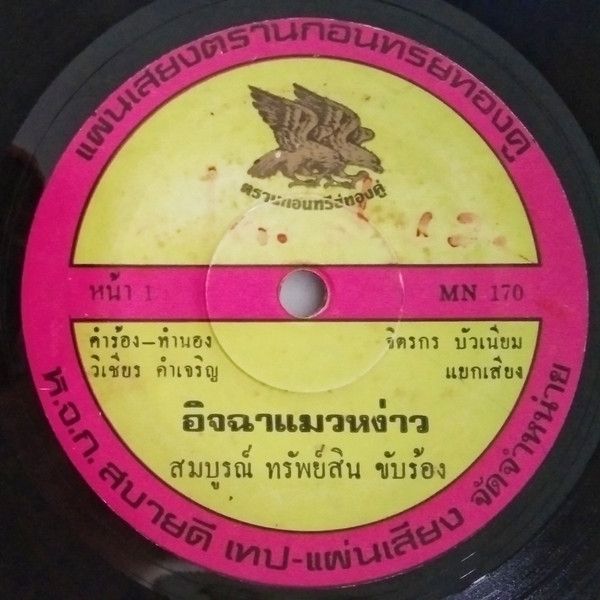 แผ่นเสียงตรานกอินทรีย์ทองคู่
ตรานกอินทรีส์ทองคู่
หน้า 1
MN 170
คำร้อง-ทำนอง
จิตรกร บัวเนียม
วิเชียร คำเจริญ
แยกเสียง
อิจฉาแมวหง่าว
สมบูรณ์ ทรัพย์สิน ขับร้อง
ห.จ.ก. สบายดี เทป-แผ่นเสียง จัดจำหน่าย